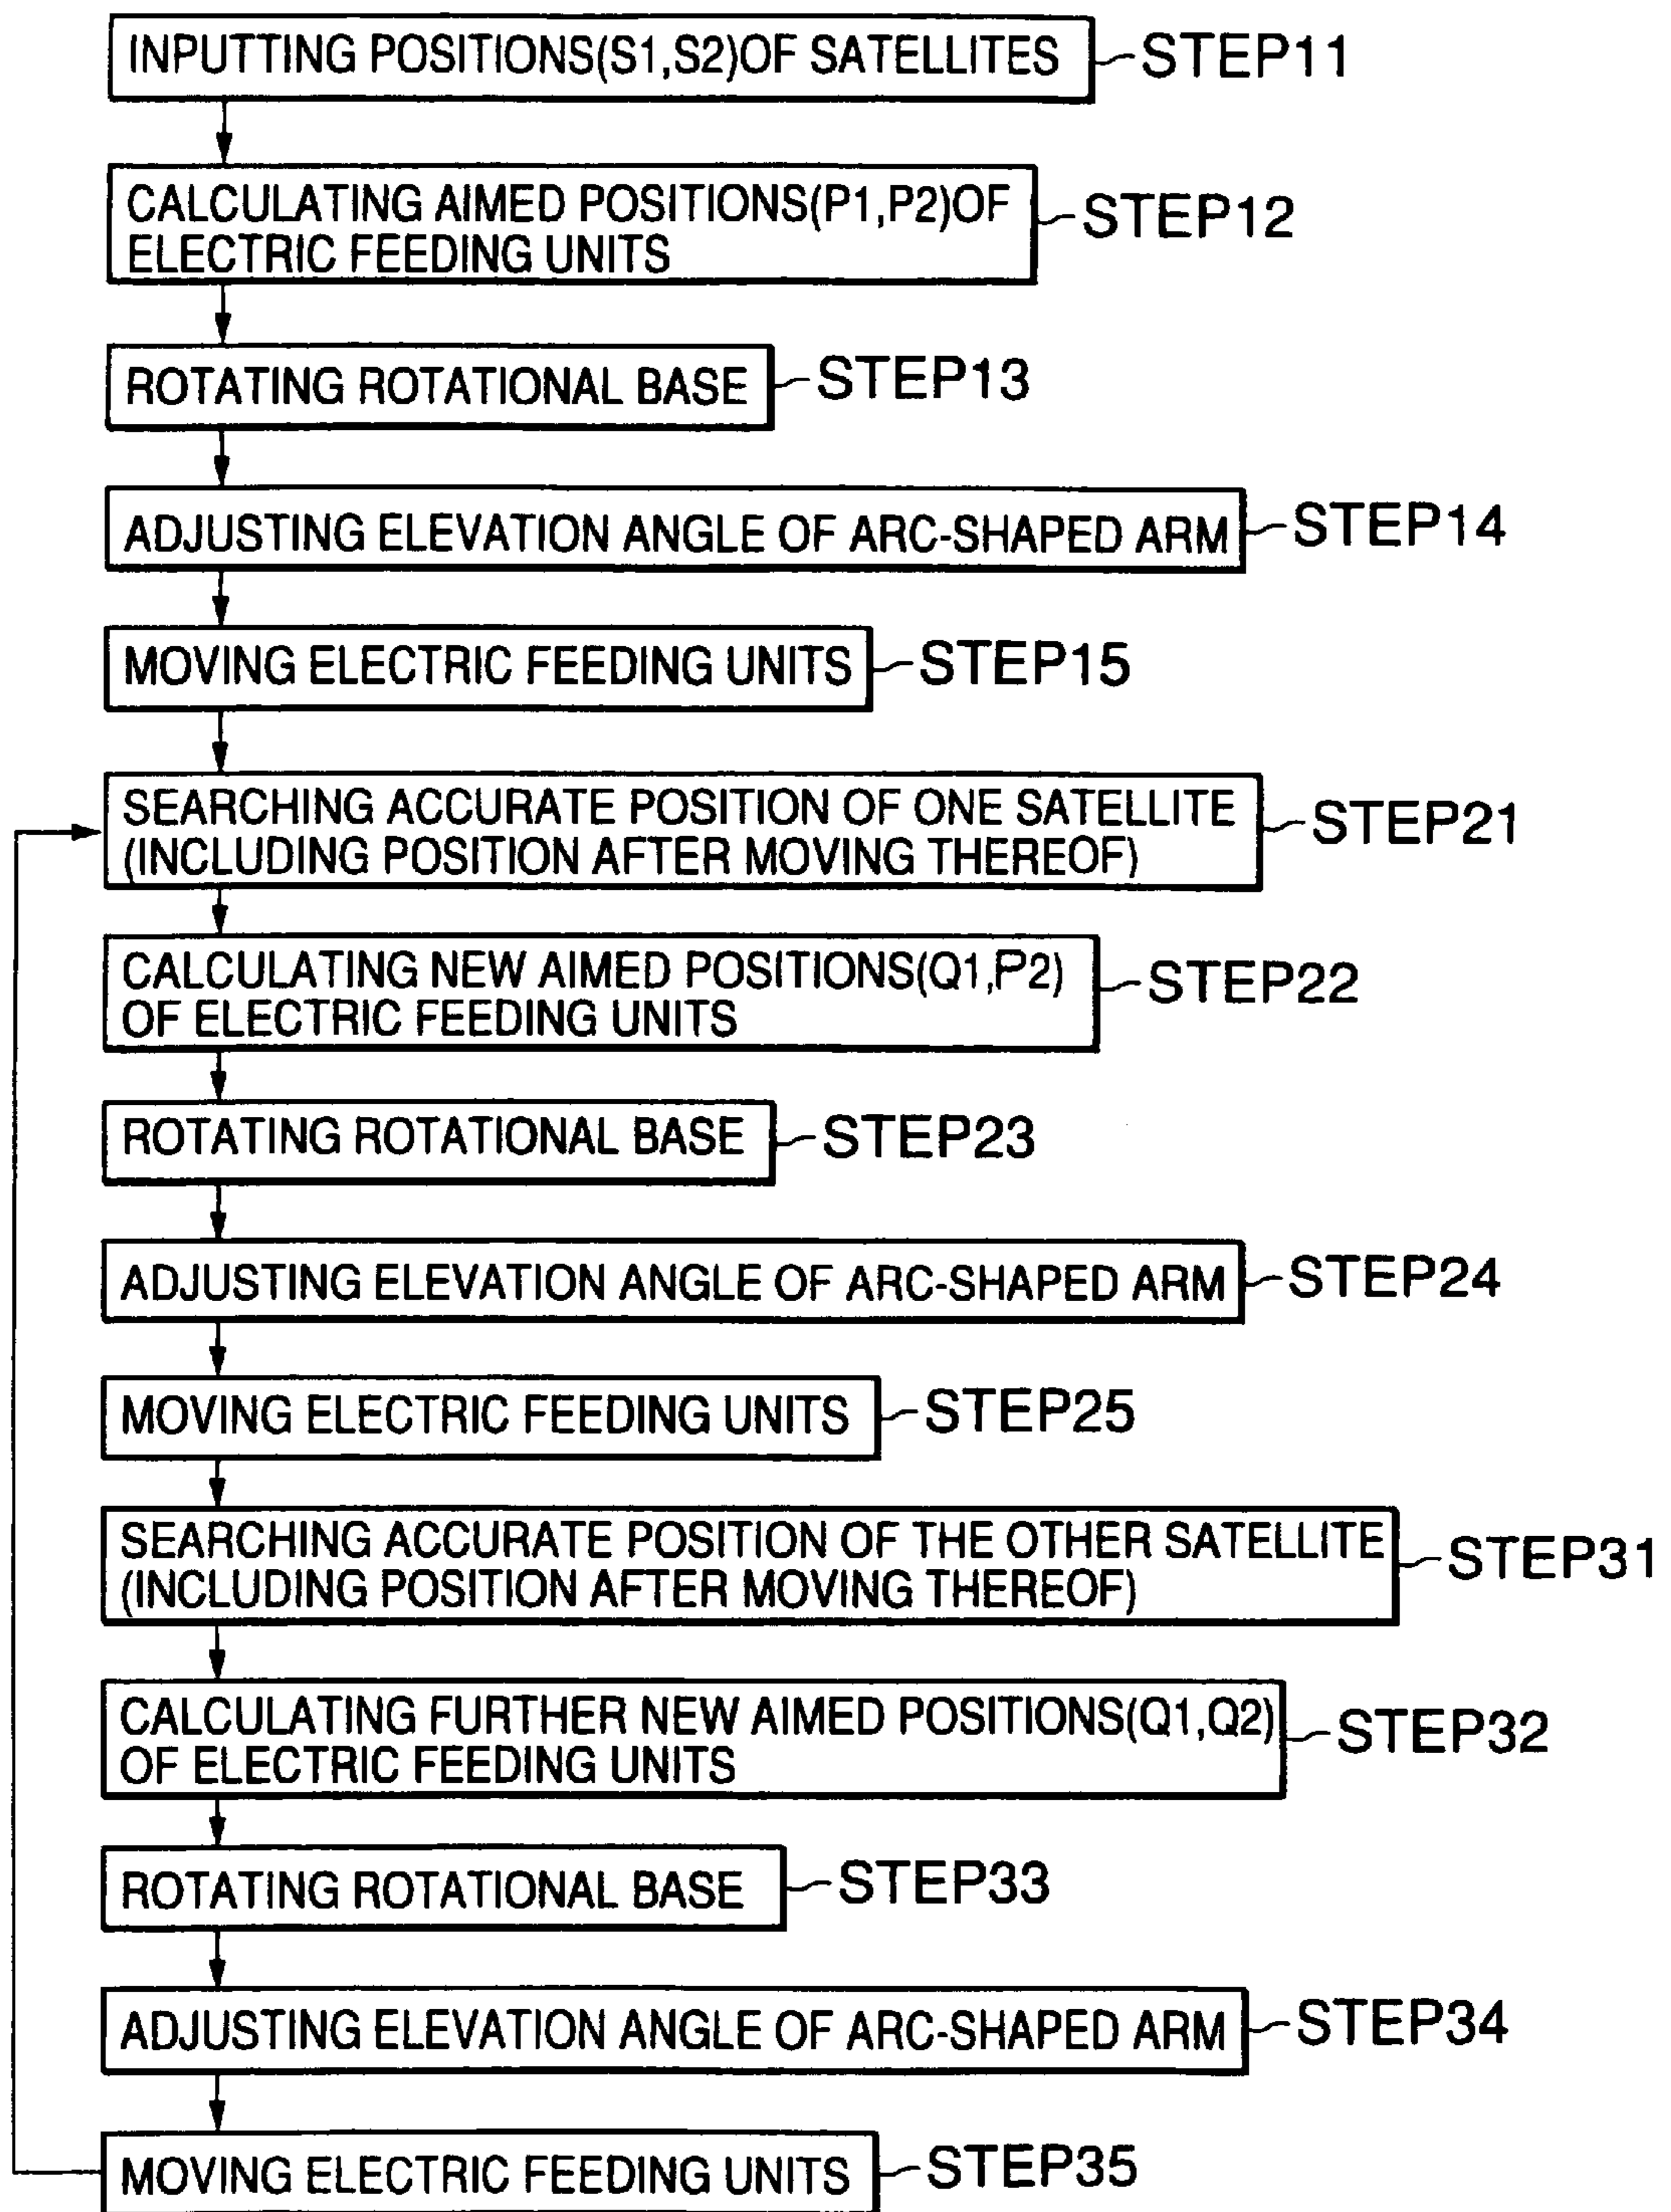 INPUTTING POSITIONS(S1,S2)OF SATELLITES
STEP11
CALCULATING AIMED POSITIONS(P1,P2)OF
ELECTRIC FEEDING UNITS
STEP12
ROTATING ROTATIONAL BASE
STEP13
ADJUSTING ELEVATION ANGLE OF ARC-SHAPED ARM
STEP14
MOVING ELECTRIC FEEDING UNITS
STEP15
SEARCHING ACCURATE POSITION OF ONE SATELLITE
(INCLUDING POSITION AFTER MOVING THEREOF)
STEP21
CALCULATING NEW AIMED POSITIONS(Q1,P2)
OF ELECTRIC FEEDING UNITS
STEP22
ROTATING ROTATIONAL BASE
STEP23
ADJUSTING ELEVATION ANGLE OF ARC-SHAPED ARM
STEP24
MOVING ELECTRIC FEEDING UNITS
STEP25
SEARCHING ACCURATE POSITION OF THE OTHER SATELLITE
(INCLUDING POSITION AFTER MOVING THEREOF)
STEP31
CALCULATING FURTHER NEW AIMED POSITIONS(Q1,Q2)
OF ELECTRIC FEEDING UNITS
STEP32
ROTATING ROTATIONAL BASE
STEP33
ADJUSTING ELEVATION ANGLE OF ARC-SHAPED ARM
STEP34
MOVING ELECTRIC FEEDING UNITS
STEP35